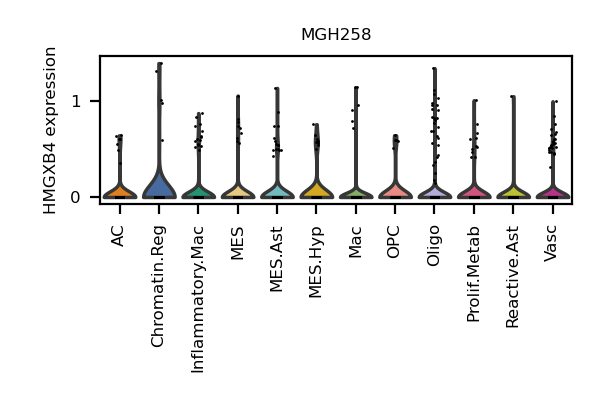 MGH258
HMGXB4 expression
1
0
AC
Chromatin.Reg
Inflammatory.Mac
MES
MES.Ast
MES.Hyp
Mac
OPC
Oligo
Prolif.Metab
Reactive.Ast
Vasc